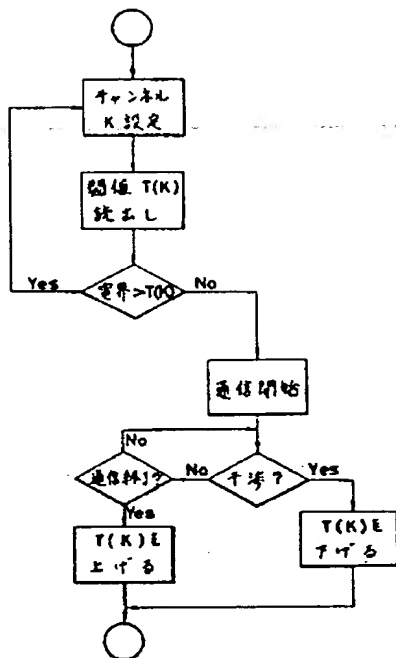 チャンネル
K 設定
閾値 T(K)
読出し
電界>T(K)
Yes
No
通信開始
No
通信終了?
No
干渉?
Yes
Yes
T(K)を
上げる
T(K)を
下げる